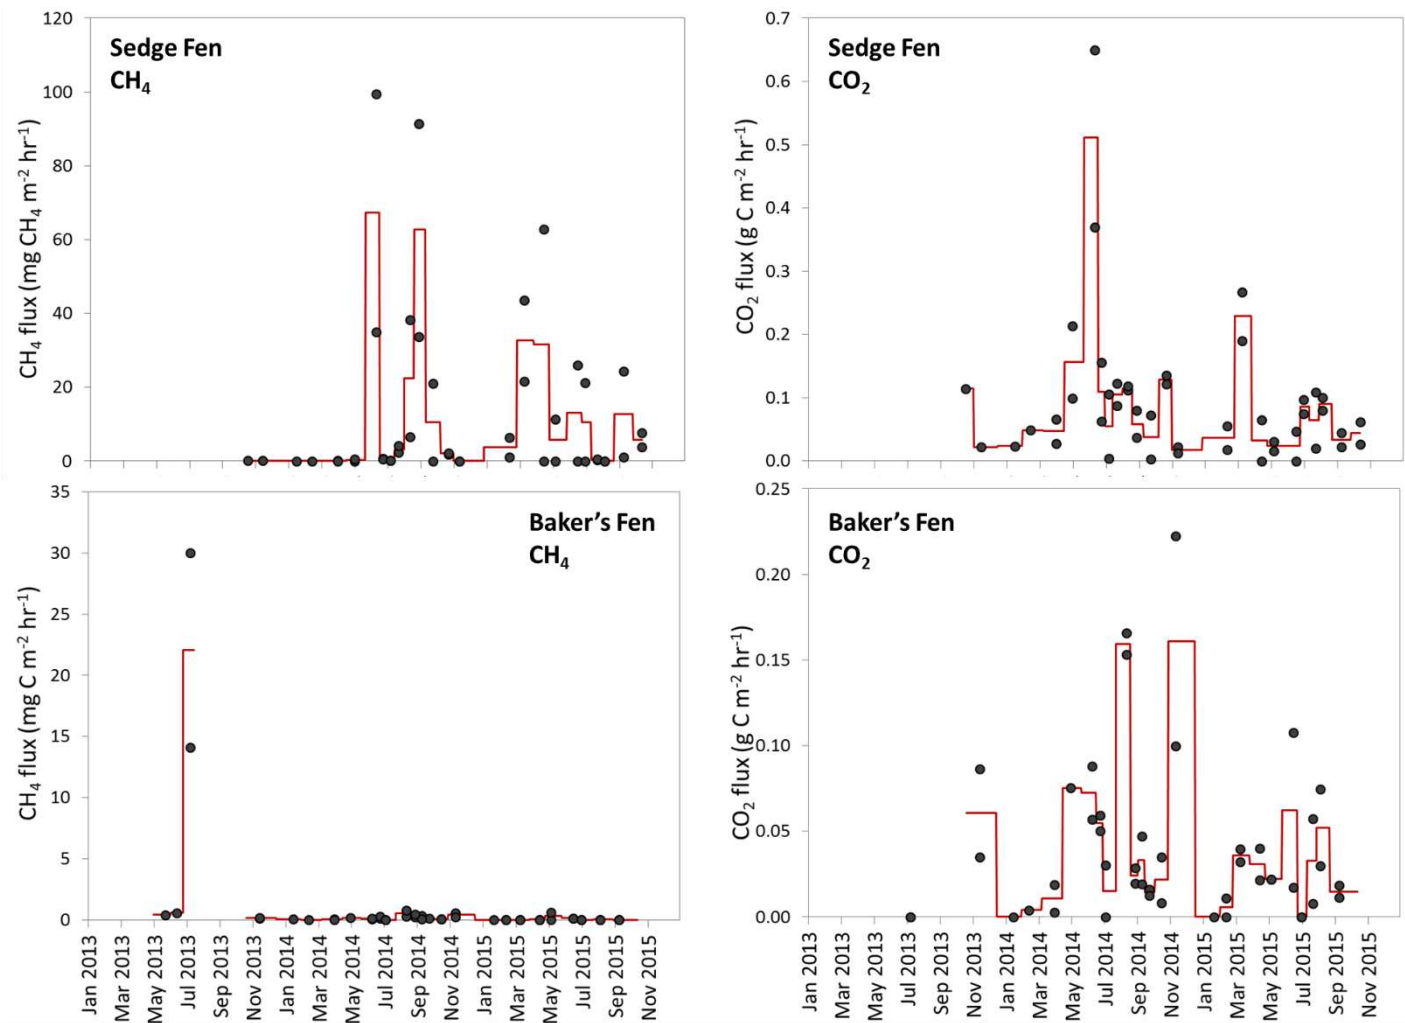 Sedge Fen
CH4
CH4 flux (mg CH4 m-2 hr-1)
120
100
80
60
40
20
0
Sedge Fen
CO2
CO2 flux (g C m-2 hr-1)
0.7
0.6
0.5
0.4
0.3
0.2
0.1
0.0
Baker’s Fen
CH4
CH4 flux (mg C m-2 hr-1)
35
30
25
20
15
10
5
0
Jan 2013
Mar 2013
May 2013
Jul 2013
Sep 2013
Nov 2013
Jan 2014
Mar 2014
May 2014
Jul 2014
Sep 2014
Nov 2014
Jan 2015
Mar 2015
May 2015
Jul 2015
Sep 2015
Nov 2015
Baker’s Fen
CO2
CO2 flux (g C m-2 hr-1)
0.25
0.20
0.15
0.10
0.05
0.00
Jan 2013
Mar 2013
May 2013
Jul 2013
Sep 2013
Nov 2013
Jan 2014
Mar 2014
May 2014
Jul 2014
Sep 2014
Nov 2014
Jan 2015
Mar 2015
May 2015
Jul 2015
Sep 2015
Nov 2015